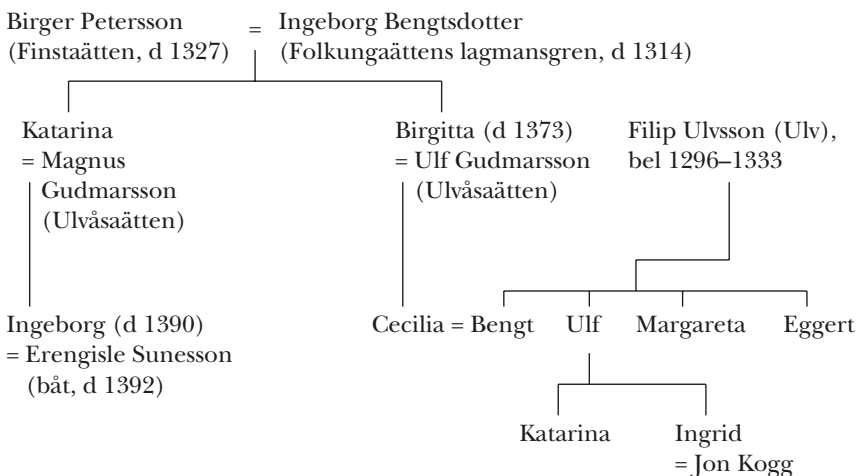 Birger Petersson = Ingeborg Bengtsdotter
(Finstaätten, d 1327) (Folkungaättens lagmansgren, d 1314)
Katarina
= Magnus
Gudmarsson
(Ulvåsaätten)
Birgitta (d 1373)
= Ulf Gudmarsson
(Ulvåsaätten)
Filip Ulvsson (Ulv),
bel 1296–1333
Ingeborg (d 1390)
= Erengisle Sunesson
(båt, d 1392)
Cecilia = Bengt Ulf Margareta Eggert
Katarina
Ingrid
= Jon Kogg